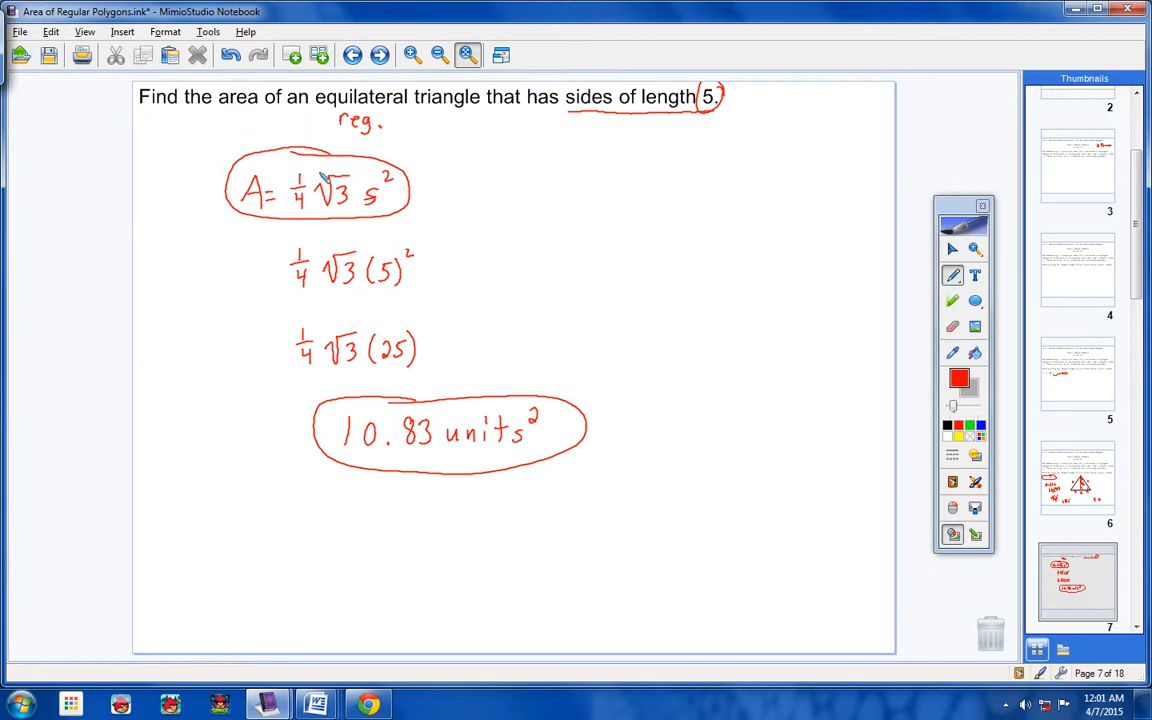 Area of Regular Polygons.ink* - MimioStudio Notebook
File Edit View Insert Format Tools Help
Thumbnails
Find the area of an equilateral triangle that has sides of length 5.
reg.
A = 1/4 √3 s²
1/4 √3 (5)²
1/4 √3 (25)
10.83 units²
2
3
4
5
6
7
Page 7 of 18
12:01 AM
4/7/2015